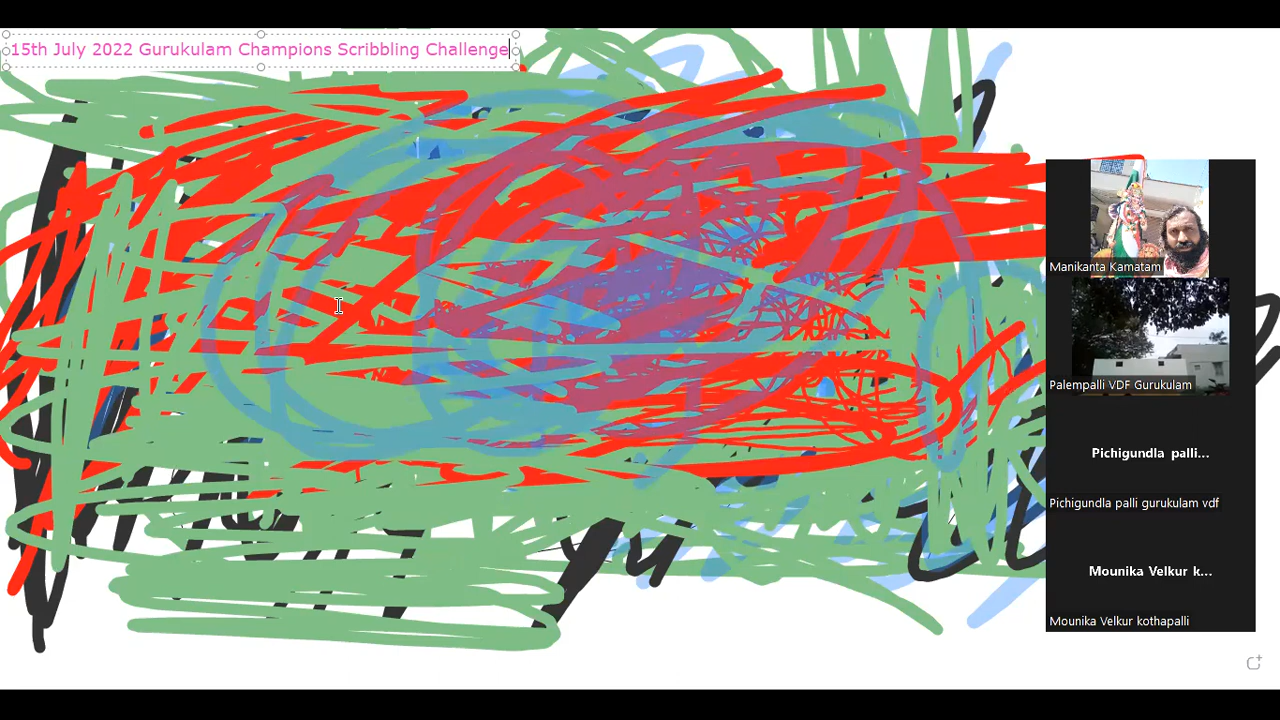 15th July 2022 Gurukulam Champions Scribbling Challenge
Manikanta Kamatam
Palempalli VDF Gurukulam
Pichigundla palli...
Pichigundla palli gurukulam vdf
Mounika Velkur k...
Mounika Velkur kothapalli